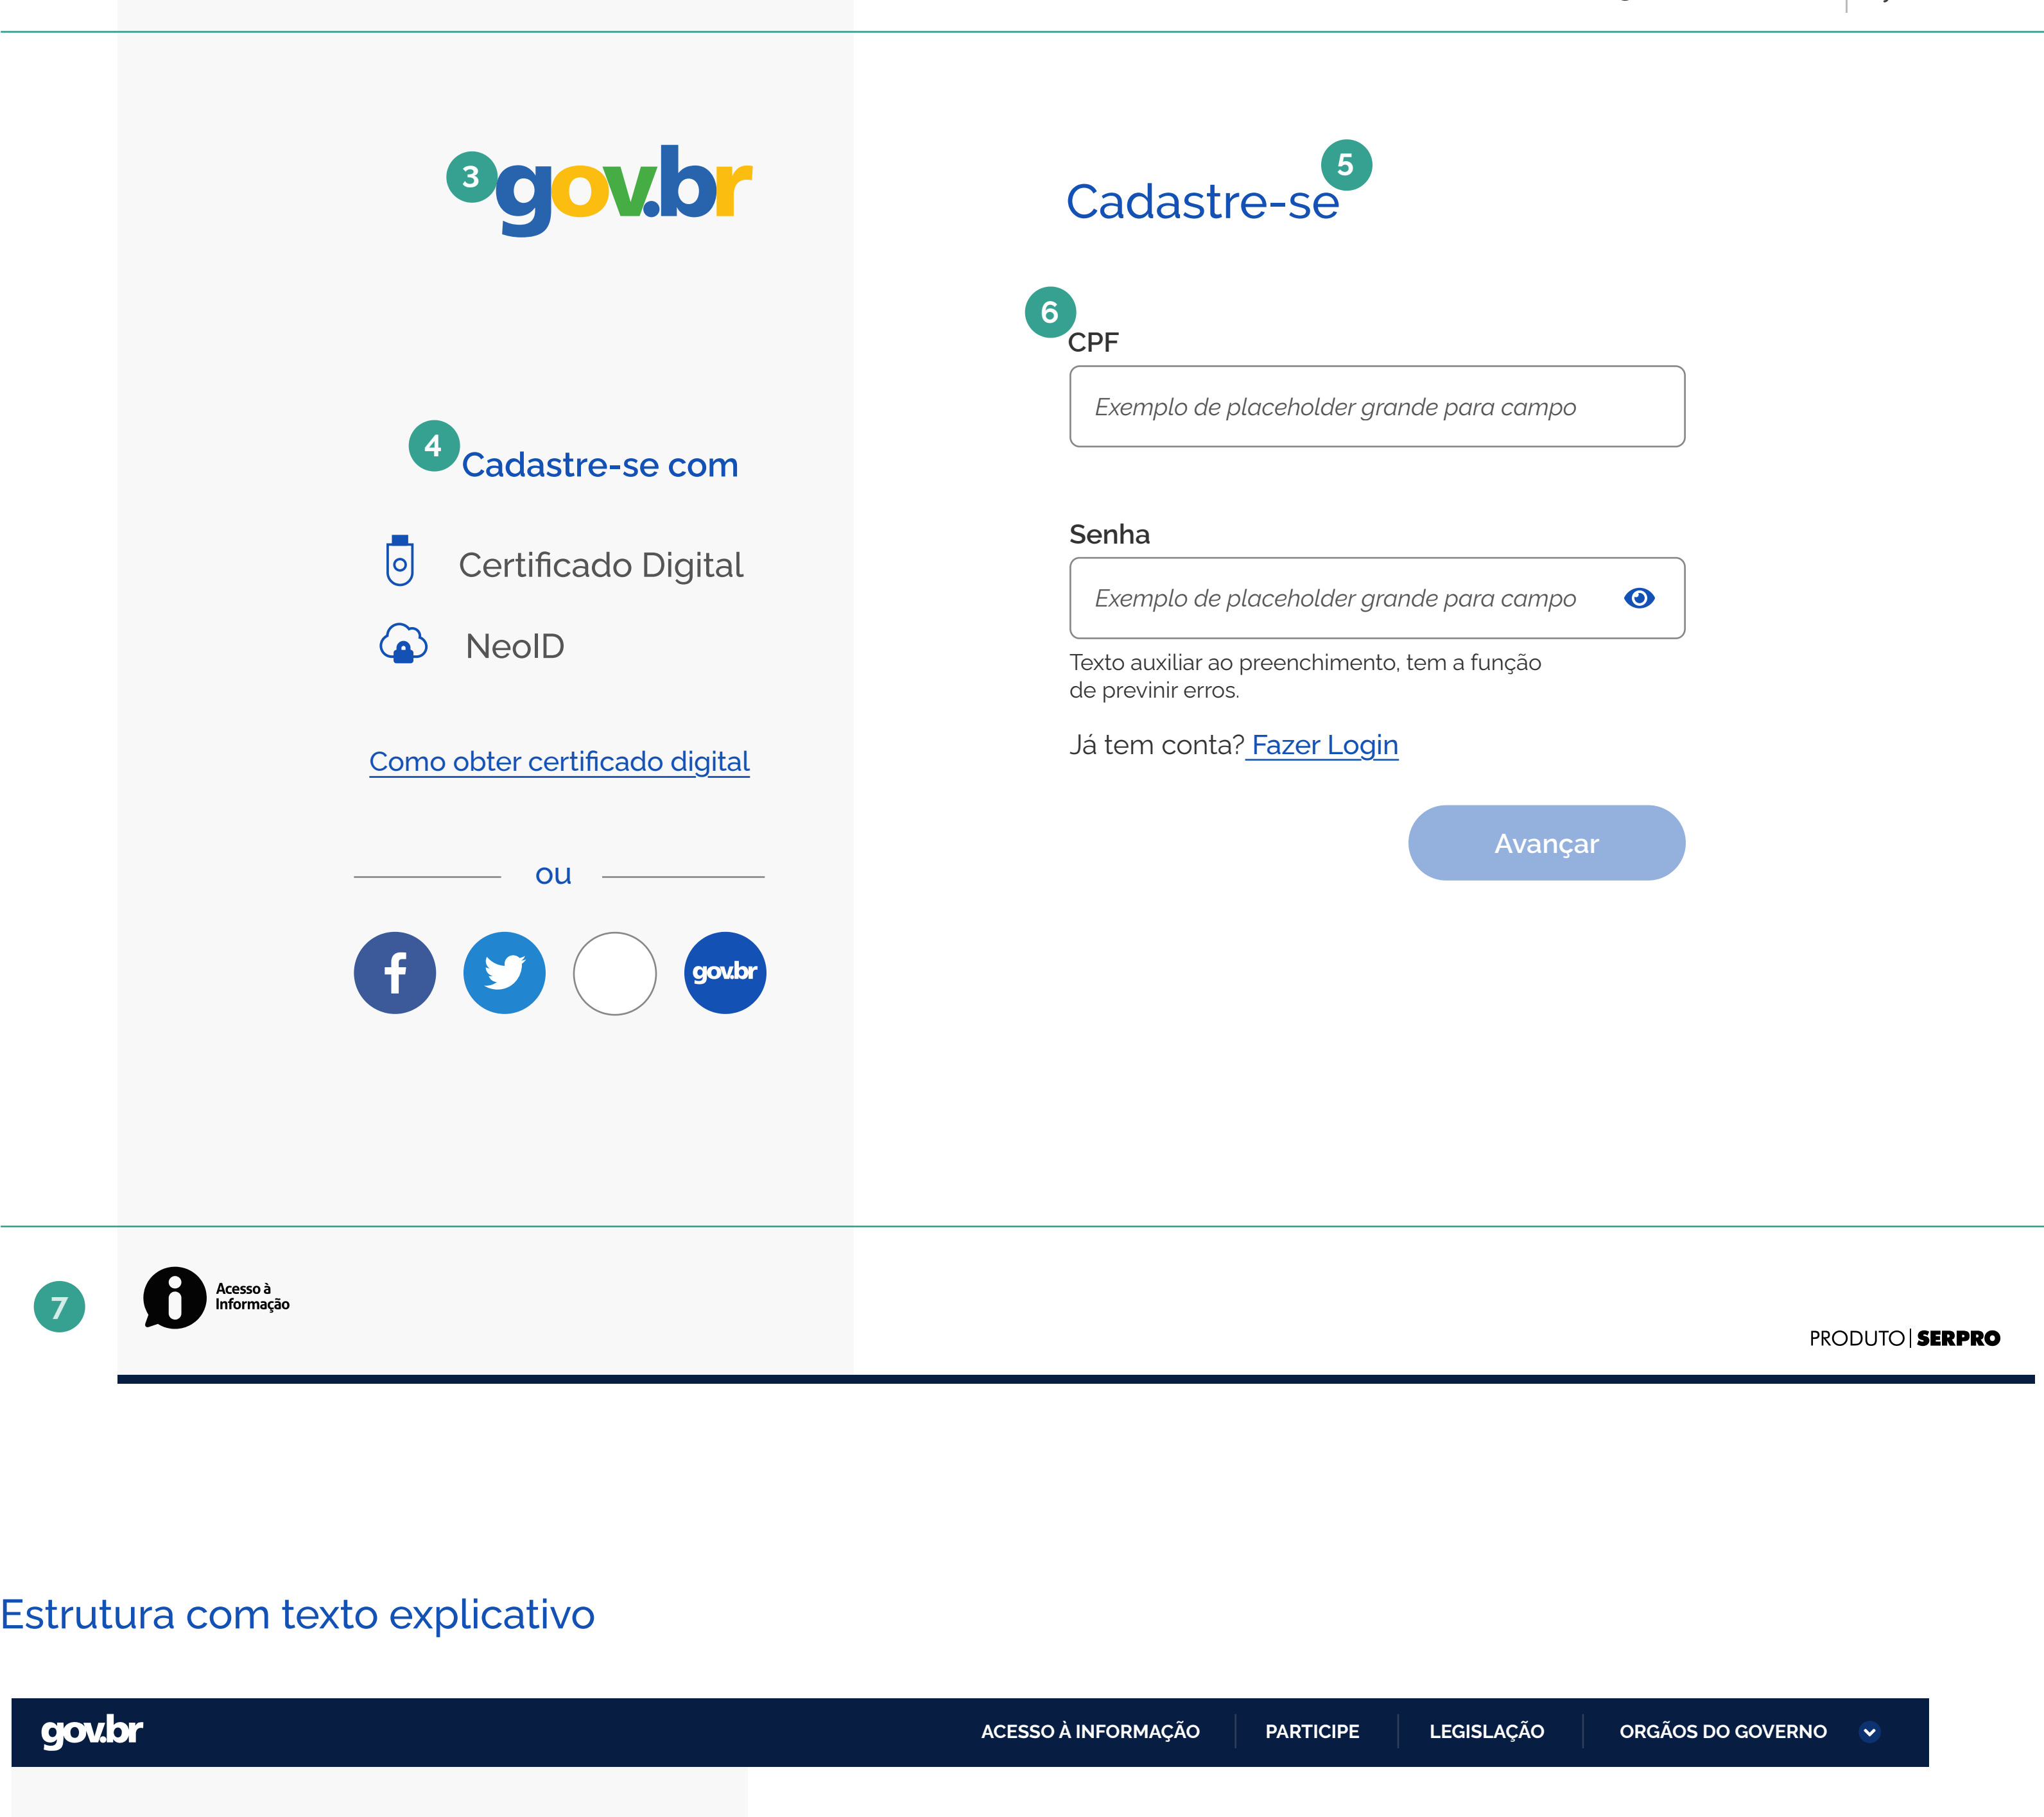 3
gov.br
4
Cadastre-se com
Certificado Digital
NeoID
Como obter certificado digital
ou
f
gov.br
5
Cadastre-se
6
CPF
Exemplo de placeholder grande para campo
Senha
Exemplo de placeholder grande para campo
Texto auxiliar ao preenchimento, tem a função
de previnir erros.
Já tem conta? Fazer Login
Avançar
7
i
Acesso à
Informação
PRODUTO | SERPRO
Estrutura com texto explicativo
gov.br
ACESSO À INFORMAÇÃO
PARTICIPE
LEGISLAÇÃO
ORGÃOS DO GOVERNO